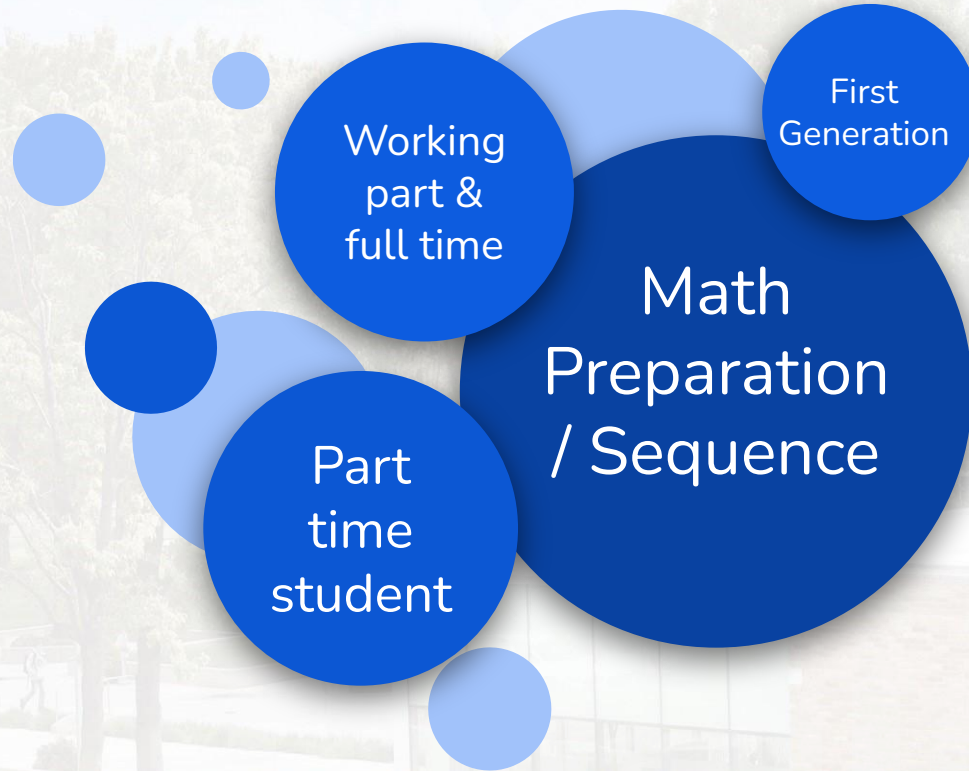 First
Generation
Working
part &
full time
Math
Preparation
/ Sequence
Part
time
student